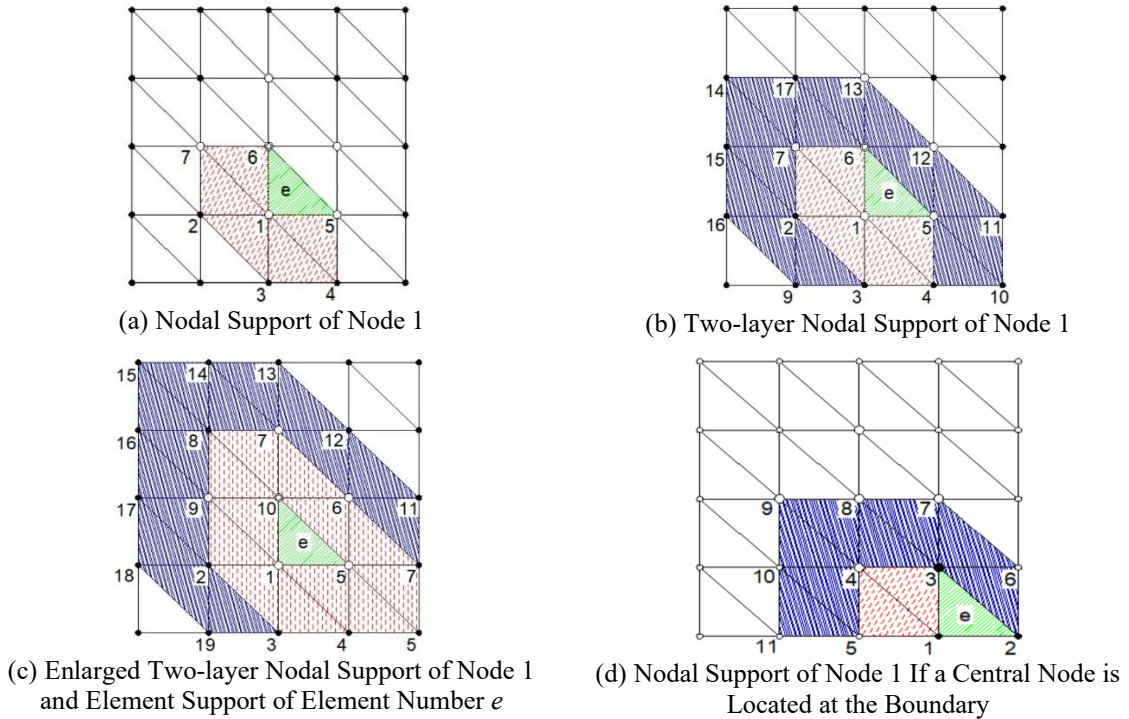 7 6
e
2 1 5
3 4
(a) Nodal Support of Node 1
14 17 13
15 7 6 12
e
16 2 1 5 11
9 3 4 10
(b) Two-layer Nodal Support of Node 1
15 14 13
16 8 7 12
17 9 10 6 11
e
18 2 1 5 7
19 3 4 5
(c) Enlarged Two-layer Nodal Support of Node 1
and Element Support of Element Number e
9 8 7
10 4 3 6
e
11 5 1 2
(d) Nodal Support of Node 1 If a Central Node is
Located at the Boundary